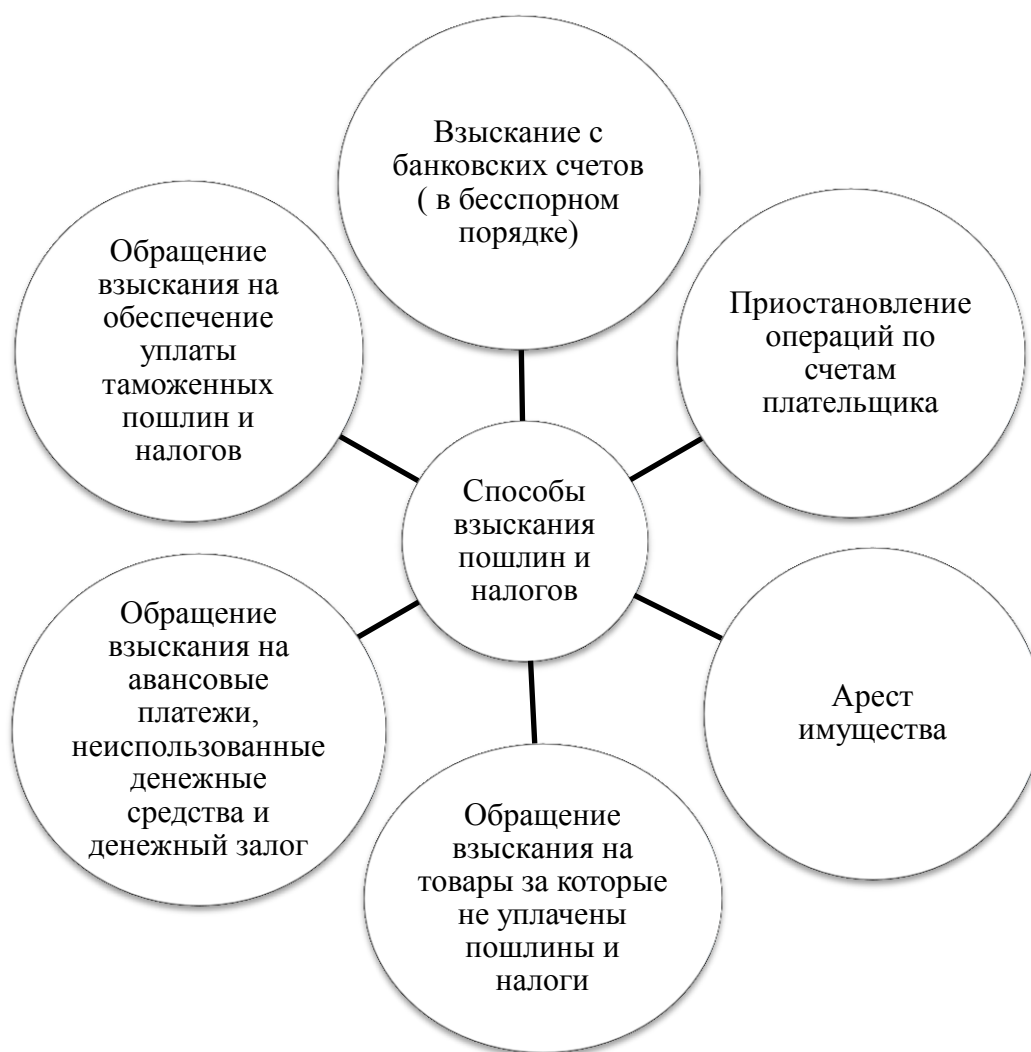 Взыскание с
банковских счетов
( в бесспорном
порядке)
Приостановление
операций по
счетам
плательщика
Арест
имущества
Обращение
взыскания на
товары за которые
не уплачены
пошлины и
налоги
Обращение
взыскания на
авансовые
платежи,
неиспользованные
денежные
средства и
денежный залог
Обращение
взыскания на
обеспечение
уплаты
таможенных
пошлин и
налогов
Способы
взыскания
пошлин и
налогов